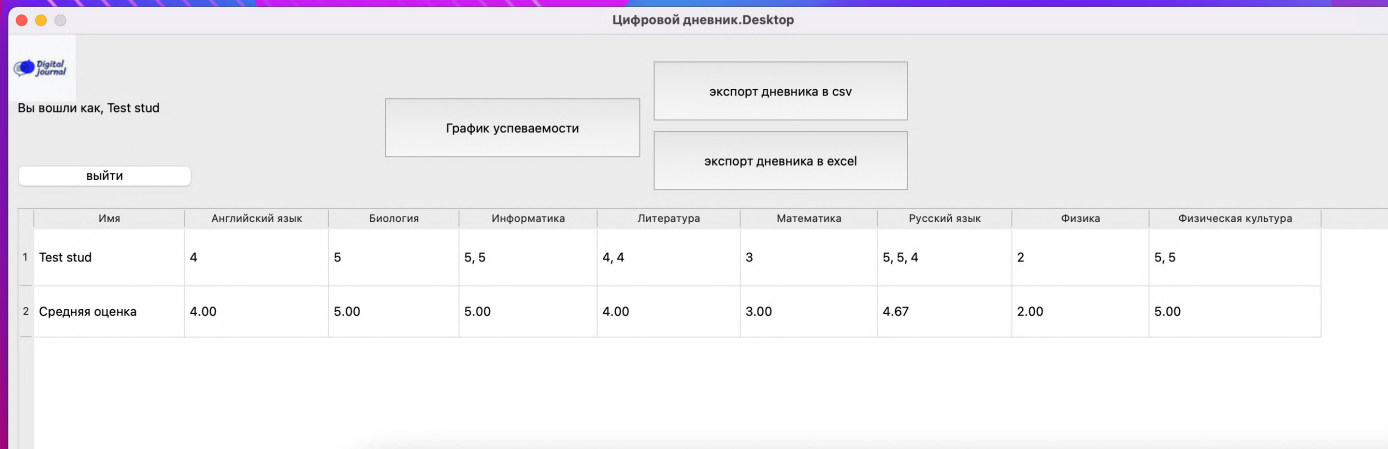 Цифровой дневник.Desktop
Digital
Journal
Вы вошли как, Test stud
График успеваемости
экспорт дневника в csv
экспорт дневника в excel
выйти
Имя Английский язык Биология Информатика Литература Математика Русский язык Физика Физическая культура
1 Test stud 4 5 5, 5 4, 4 3 5, 5, 4 2 5, 5
2 Средняя оценка 4.00 5.00 5.00 4.00 3.00 4.67 2.00 5.00